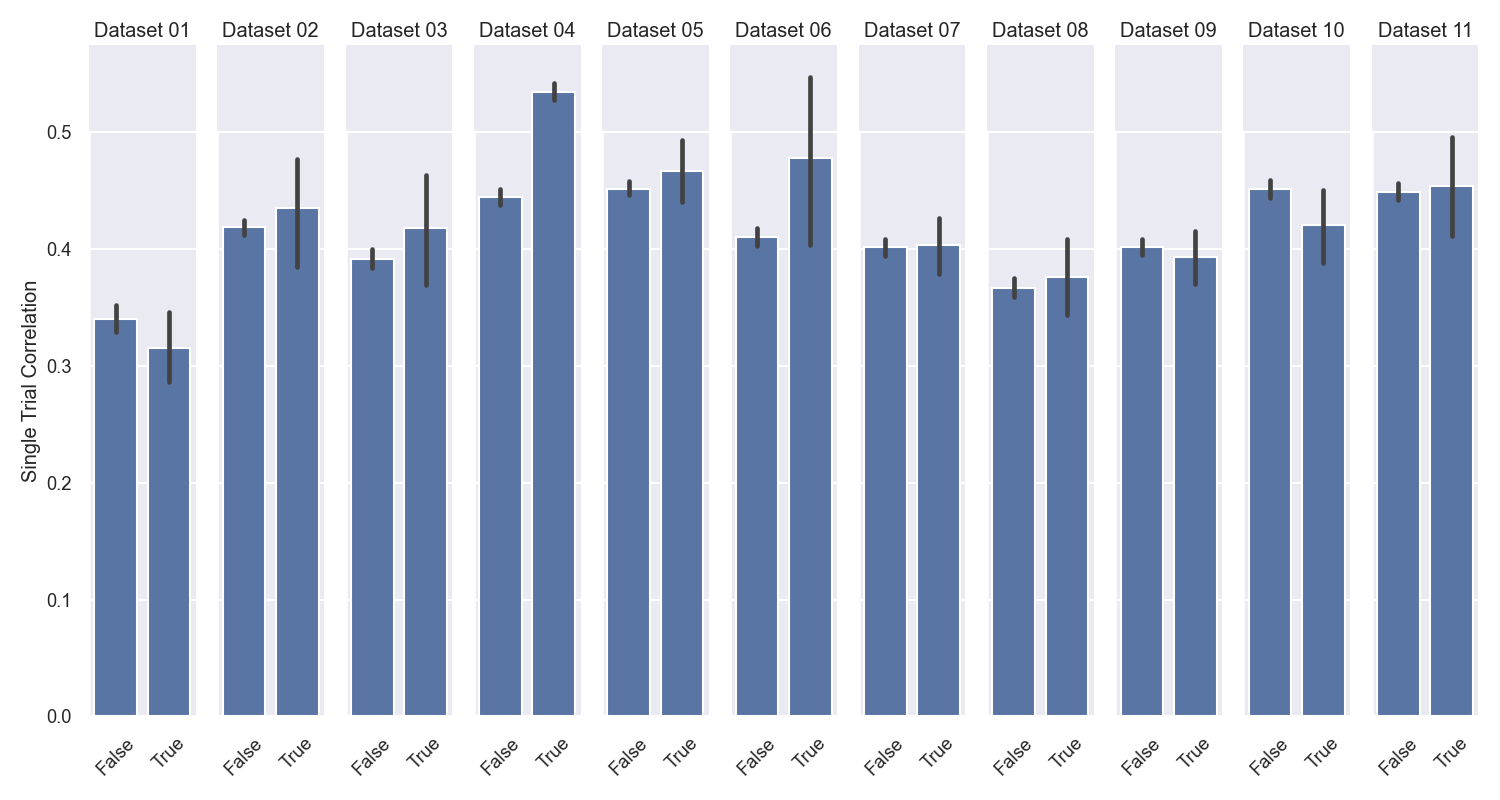 Dataset 01 Dataset 02 Dataset 03 Dataset 04 Dataset 05 Dataset 06 Dataset 07 Dataset 08 Dataset 09 Dataset 10 Dataset 11
Single Trial Correlation
0.5
0.4
0.3
0.2
0.1
0.0
False True False True False True False True False True False True False True False True False True False True False True